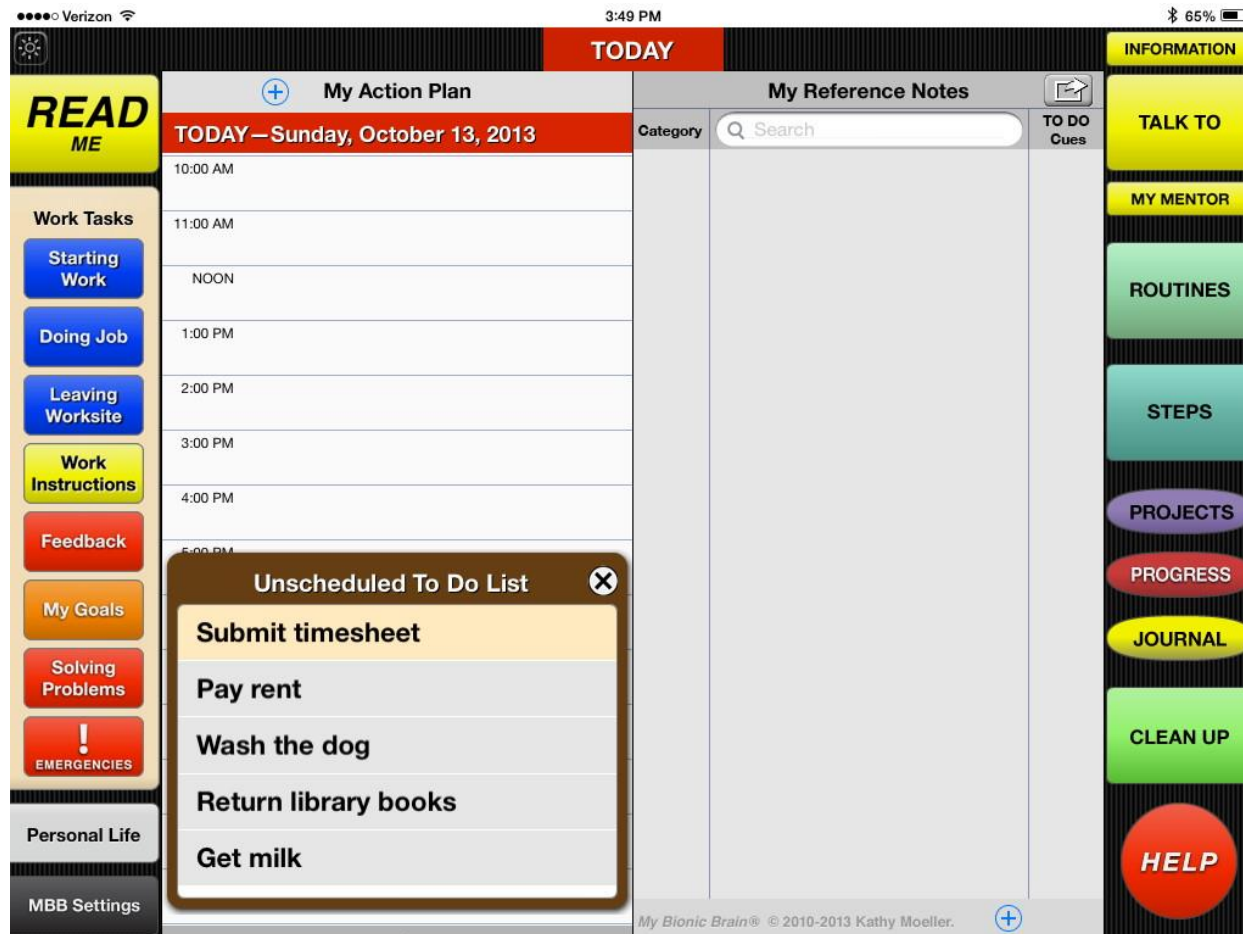 Verizon
3:49 PM
65%
TODAY
INFORMATION
READ
ME
My Action Plan
My Reference Notes
TALK TO
TODAY—Sunday, October 13, 2013
Category
Search
TO DO
Cues
10:00 AM
MY MENTOR
Work Tasks
11:00 AM
Starting
Work
NOON
ROUTINES
Doing Job
1:00 PM
Leaving
Worksite
2:00 PM
STEPS
3:00 PM
Work
Instructions
4:00 PM
PROJECTS
Feedback
5:00 PM
PROGRESS
Unscheduled To Do List
My Goals
Submit timesheet
JOURNAL
Solving
Problems
Pay rent
!
EMERGENCIES
Wash the dog
CLEAN UP
Return library books
Personal Life
Get milk
HELP
MBB Settings
My Bionic Brain® © 2010-2013 Kathy Moeller.